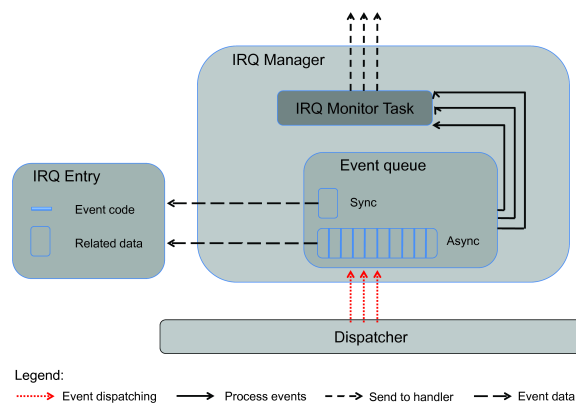 IRQ Manager
IRQ Monitor Task
Event queue
IRQ Entry
Sync
Event code
Related data
Async
Dispatcher
Legend:
Event dispatching
Process events
Send to handler
Event data